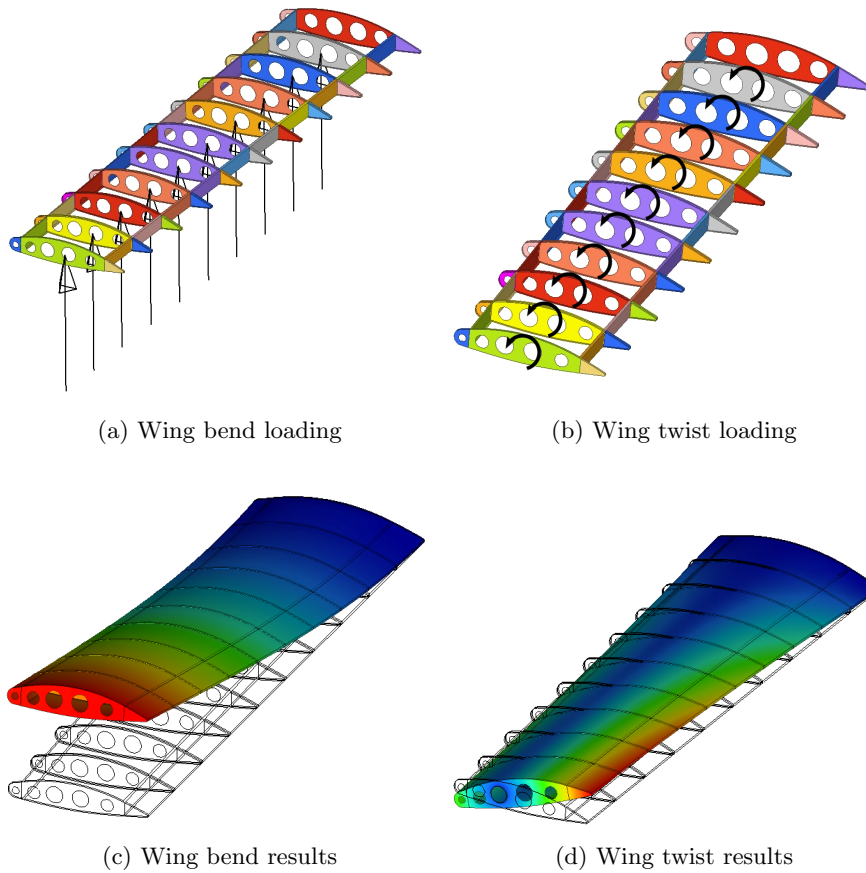 (a) Wing bend loading
(b) Wing twist loading
(c) Wing bend results
(d) Wing twist results